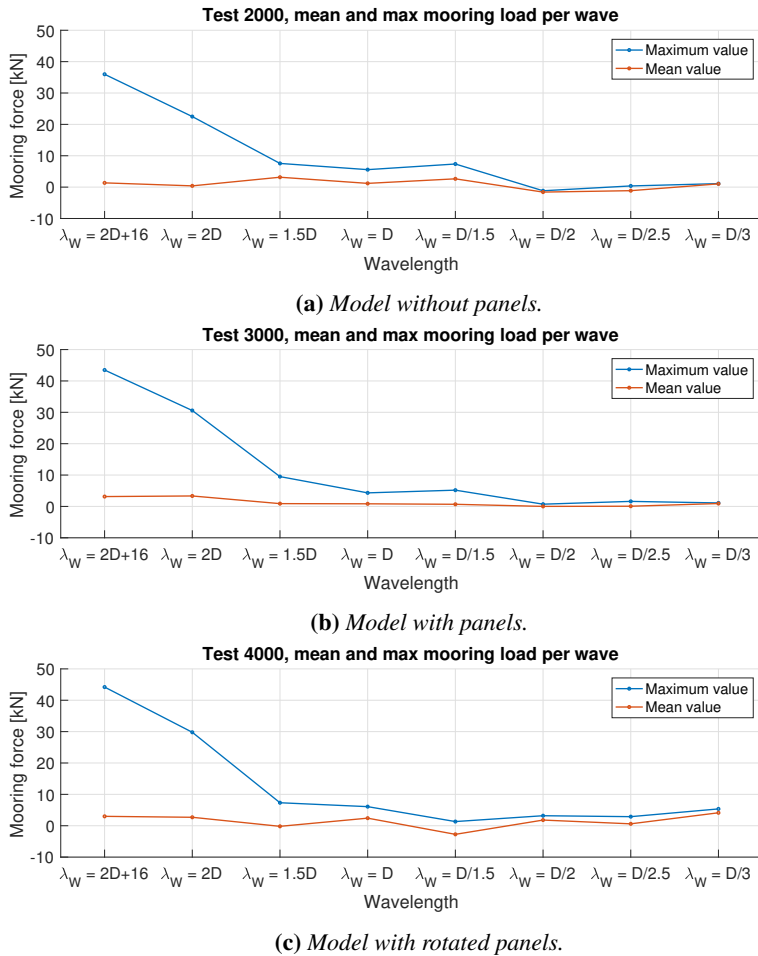 Test 2000, mean and max mooring load per wave
Mooring force [kN]
50
40
30
20
10
0
-10
Maximum value
Mean value
λW = 2D+16 λW = 2D λW = 1.5D λW = D λW = D/1.5 λW = D/2 λW = D/2.5 λW = D/3
Wavelength
(a) Model without panels.
Test 3000, mean and max mooring load per wave
Mooring force [kN]
50
40
30
20
10
0
-10
Maximum value
Mean value
λW = 2D+16 λW = 2D λW = 1.5D λW = D λW = D/1.5 λW = D/2 λW = D/2.5 λW = D/3
Wavelength
(b) Model with panels.
Test 4000, mean and max mooring load per wave
Mooring force [kN]
50
40
30
20
10
0
-10
Maximum value
Mean value
λW = 2D+16 λW = 2D λW = 1.5D λW = D λW = D/1.5 λW = D/2 λW = D/2.5 λW = D/3
Wavelength
(c) Model with rotated panels.